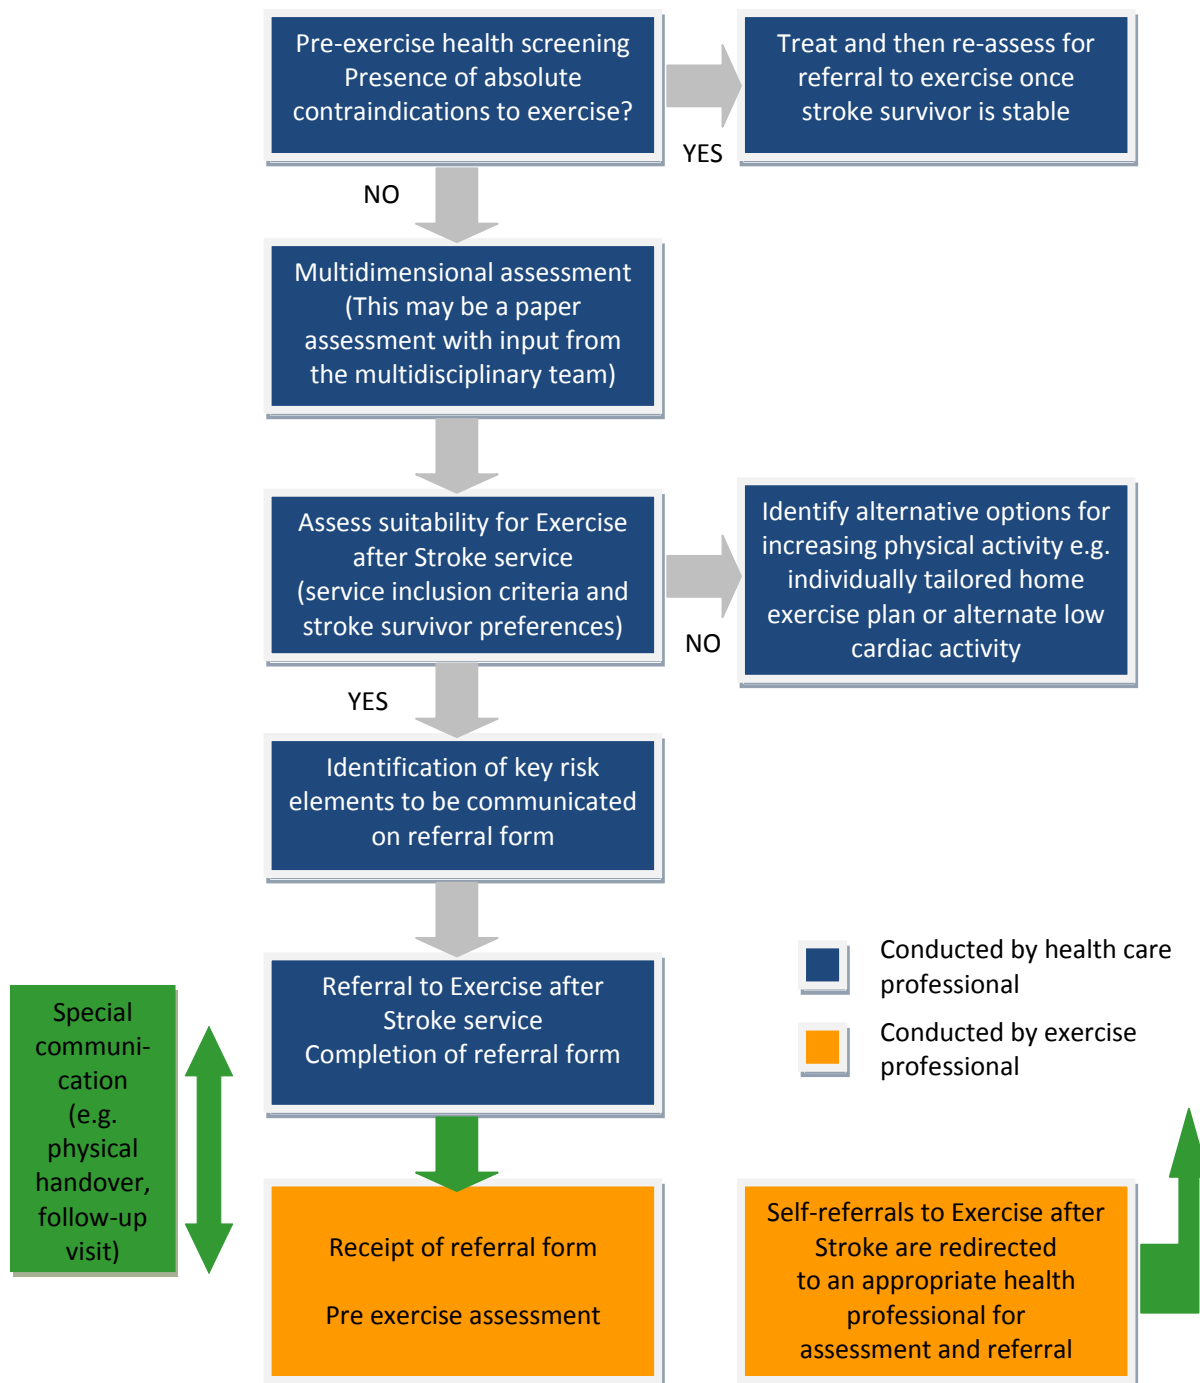 Pre-exercise health screening
Presence of absolute
contraindications to exercise?
Treat and then re-assess for
referral to exercise once
stroke survivor is stable
YES
NO
Multidimensional assessment
(This may be a paper
assessment with input from
the multidisciplinary team)
Assess suitability for Exercise
after Stroke service
(service inclusion criteria and
stroke survivor preferences)
Identify alternative options for
increasing physical activity e.g.
individually tailored home
exercise plan or alternate low
cardiac activity
NO
YES
Identification of key risk
elements to be communicated
on referral form
Conducted by health care
professional
Conducted by exercise
professional
Referral to Exercise after
Stroke service
Completion of referral form
Special
communi-
cation
(e.g.
physical
handover,
follow-up
visit)
Receipt of referral form
Pre exercise assessment
Self-referrals to Exercise after
Stroke are redirected
to an appropriate health
professional for
assessment and referral